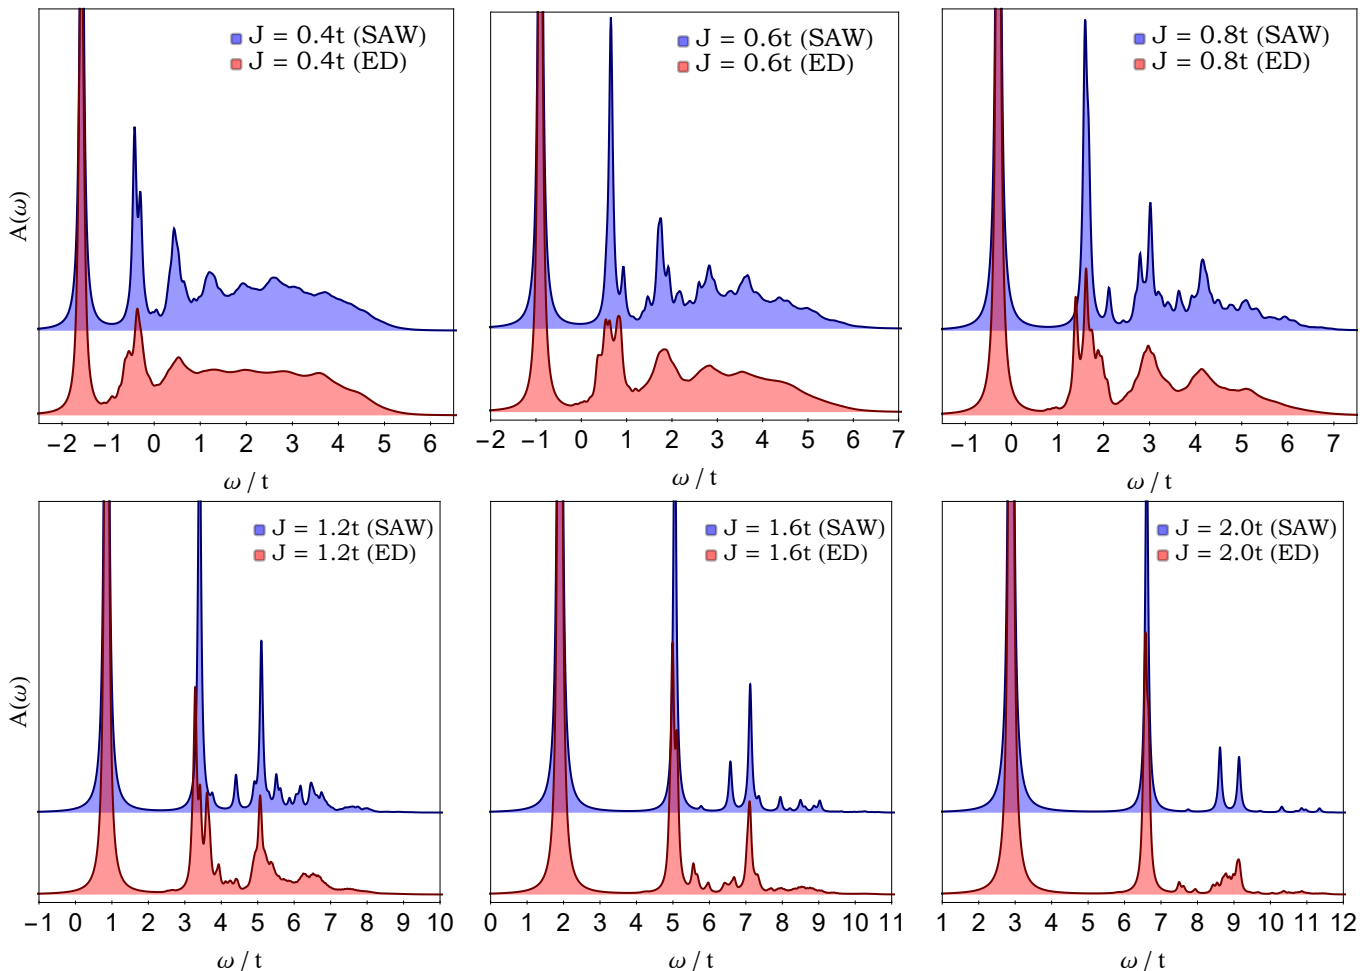 J = 0.4t (SAW)
J = 0.4t (ED)
J = 0.6t (SAW)
J = 0.6t (ED)
J = 0.8t (SAW)
J = 0.8t (ED)
A(ω)
−2 −1 0 1 2 3 4 5 6
−2 −1 0 1 2 3 4 5 6 7
−1 0 1 2 3 4 5 6 7
ω / t
ω / t
ω / t
J = 1.2t (SAW)
J = 1.2t (ED)
J = 1.6t (SAW)
J = 1.6t (ED)
J = 2.0t (SAW)
J = 2.0t (ED)
A(ω)
−1 0 1 2 3 4 5 6 7 8 9 10
0 1 2 3 4 5 6 7 8 9 10 11
1 2 3 4 5 6 7 8 9 10 11 12
ω / t
ω / t
ω / t